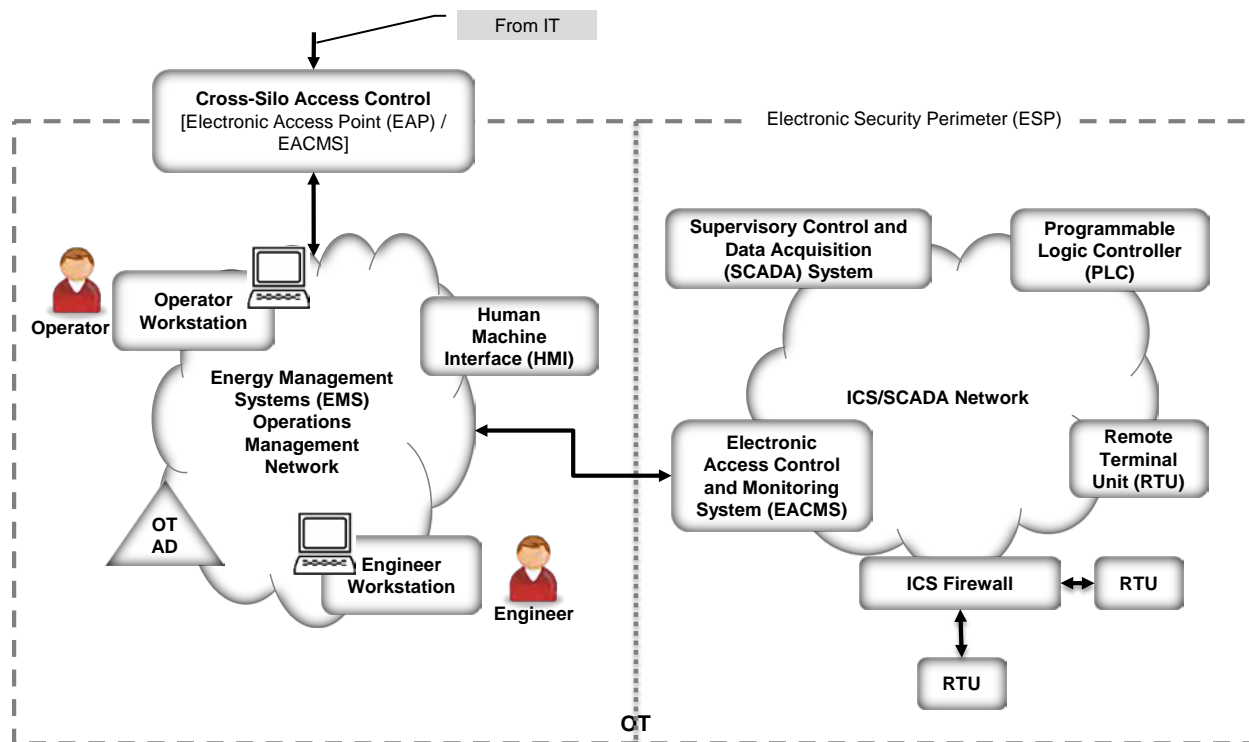 From IT
Cross-Silo Access Control
[Electronic Access Point (EAP) /
EACMS]
Electronic Security Perimeter (ESP)
Operator
Operator
Workstation
Human
Machine
Interface (HMI)
Energy Management
Systems (EMS)
Operations
Management
Network
OT
AD
Engineer
Workstation
Engineer
Supervisory Control and
Data Acquisition
(SCADA) System
Programmable
Logic Controller
(PLC)
ICS/SCADA Network
Electronic
Access Control
and Monitoring
System (EACMS)
Remote
Terminal
Unit (RTU)
ICS Firewall
RTU
RTU
OT